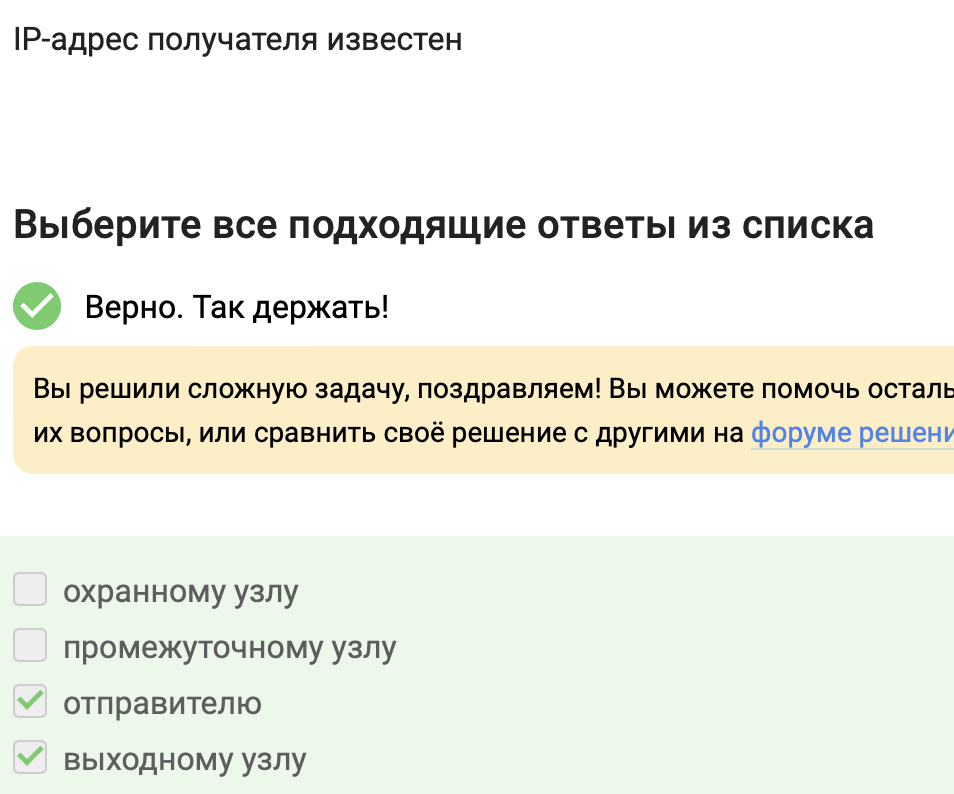 IP-адрес получателя известен
Выберите все подходящие ответы из списка
Верно. Так держать!
Вы решили сложную задачу, поздравляем! Вы можете помочь осталь
их вопросы, или сравнить своё решение с другими на форуме решени
охранному узлу
промежуточному узлу
отправителю
выходному узлу